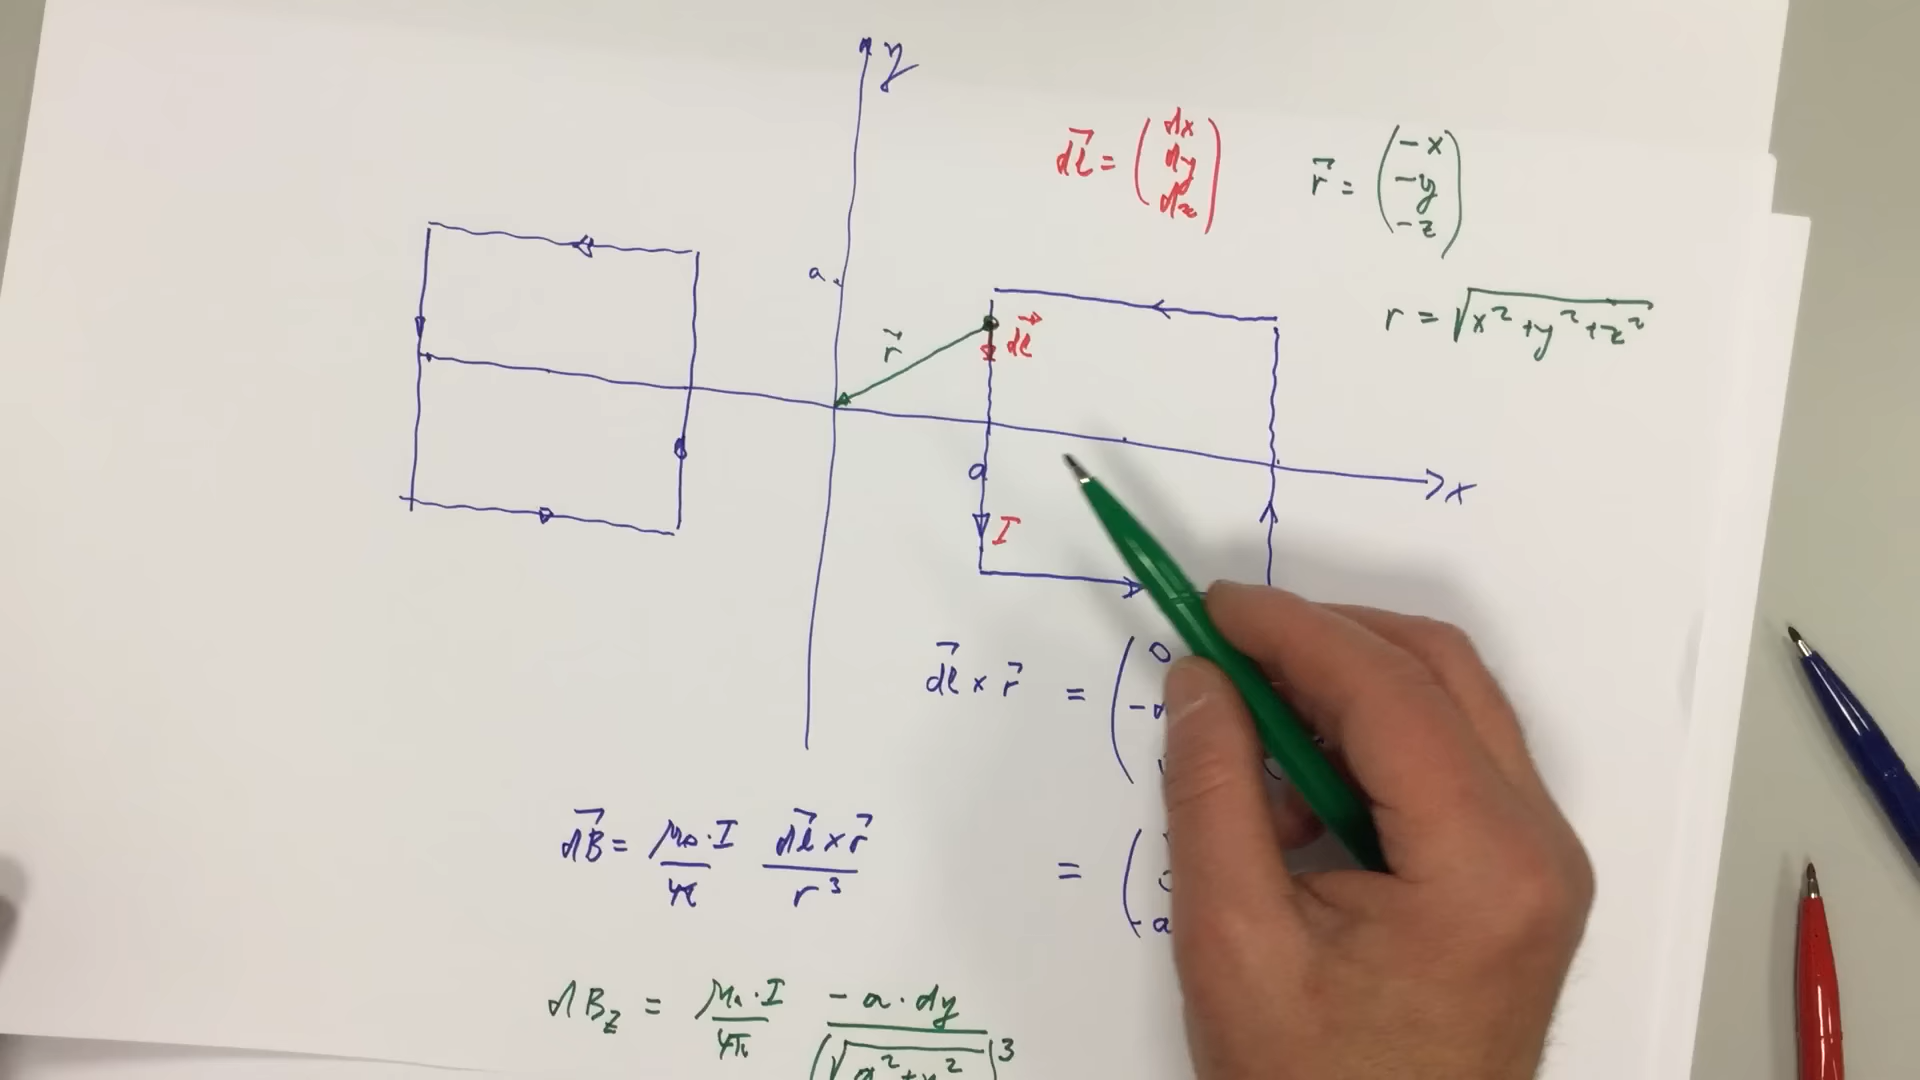 y
dl⃗ = (dx
dy
dz)
r⃗ = (-x
-y
-z)
a
r⃗
dl⃗
r = √x²+y²+z²
x
a
I
dl⃗ × r⃗ = (0
dB⃗ = μ₀·I/4π dl⃗×r⃗/r³
= (
-a
dB_z = μ₀·I/4π -a·dy/(√a²+y²)³